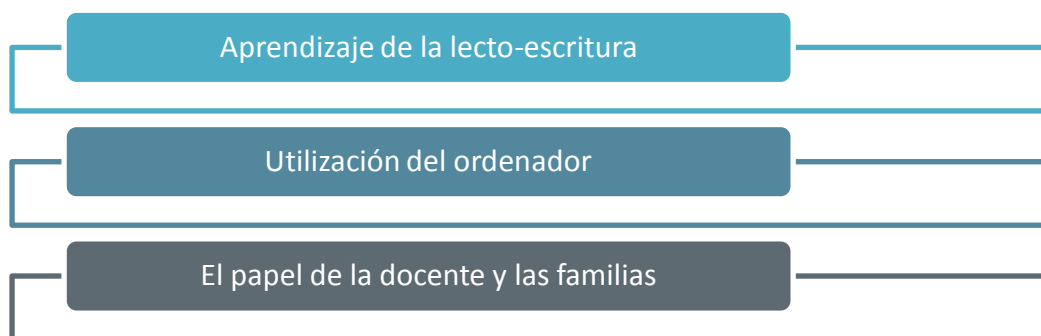 Aprendizaje de la lecto-escritura
Utilización del ordenador
El papel de la docente y las familias